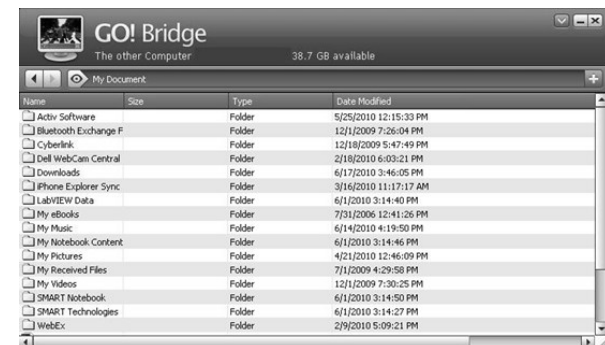 GO! Bridge
The other Computer 38.7 GB available
My Document
Name Size Type Date Modified
Activ Software Folder 5/25/2010 12:15:33 PM
Bluetooth Exchange F Folder 12/1/2009 7:26:04 PM
Cyberlink Folder 12/18/2009 5:47:49 PM
Dell WebCam Central Folder 2/18/2010 6:03:21 PM
Downloads Folder 6/17/2010 3:46:05 PM
iPhone Explorer Sync Folder 3/16/2010 11:17:17 AM
LabVIEW Data Folder 6/1/2010 3:14:40 PM
My eBooks Folder 7/31/2006 12:41:26 PM
My Music Folder 6/14/2010 4:19:50 PM
My Notebook Content Folder 6/1/2010 3:14:46 PM
My Pictures Folder 4/21/2010 12:46:09 PM
My Received Files Folder 7/1/2009 4:29:58 PM
My Videos Folder 12/1/2009 7:30:25 PM
SMART Notebook Folder 6/1/2010 3:14:50 PM
SMART Technologies Folder 6/1/2010 3:14:27 PM
WebEx Folder 2/9/2010 5:09:21 PM